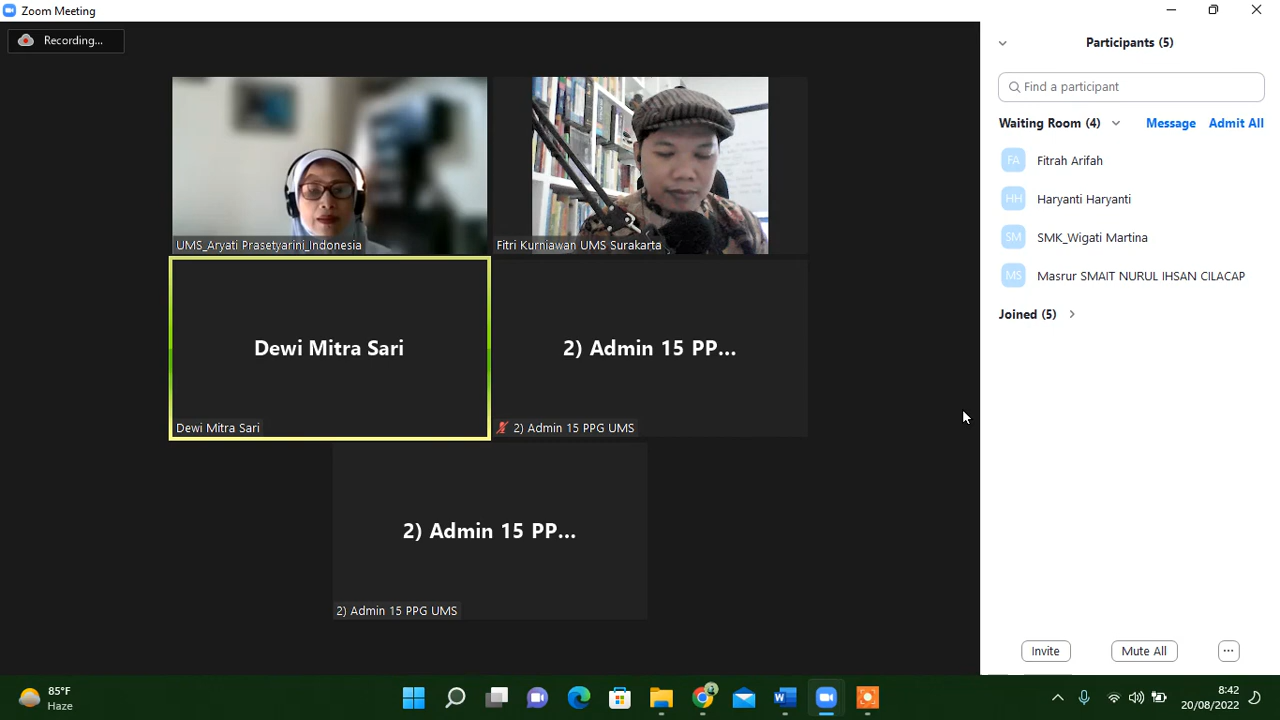 Zoom Meeting
Recording...
UMS_Aryati Prasetyarini_Indonesia
Fitri Kurniawan UMS Surakarta
Dewi Mitra Sari
Dewi Mitra Sari
2) Admin 15 PP...
2) Admin 15 PPG UMS
2) Admin 15 PP...
2) Admin 15 PPG UMS
Participants (5)
Find a participant
Waiting Room (4) Message Admit All
FA Fitrah Arifah
HH Haryanti Haryanti
SM SMK_Wigati Martina
MS Masrur SMAIT NURUL IHSAN CILACAP
Joined (5)
Invite Mute All ...
85°F
Haze
8:42
20/08/2022